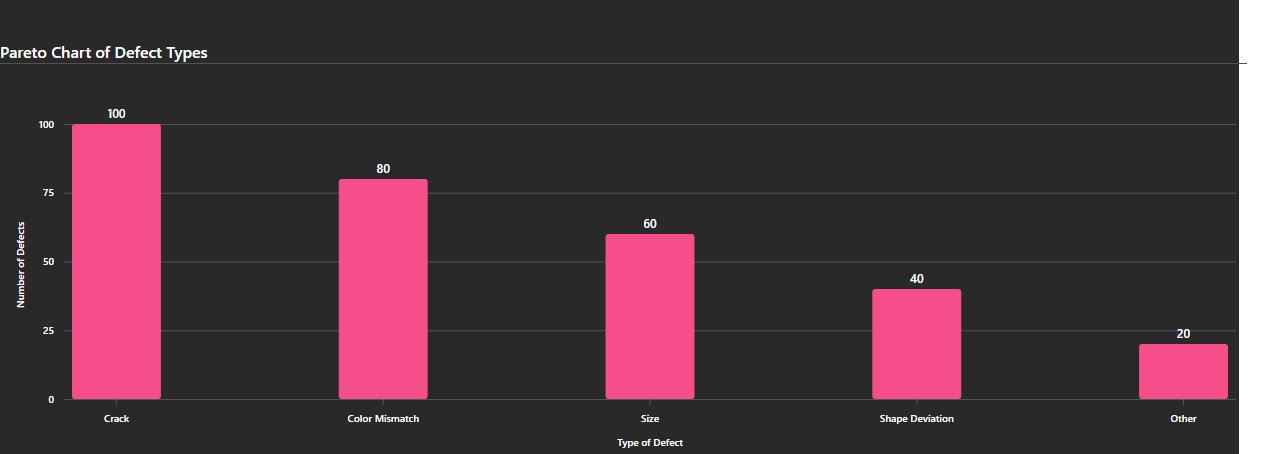 Pareto Chart of Defect Types
100
80
60
40
20
100
75
50
25
0
Number of Defects
Crack
Color Mismatch
Size
Shape Deviation
Other
Type of Defect